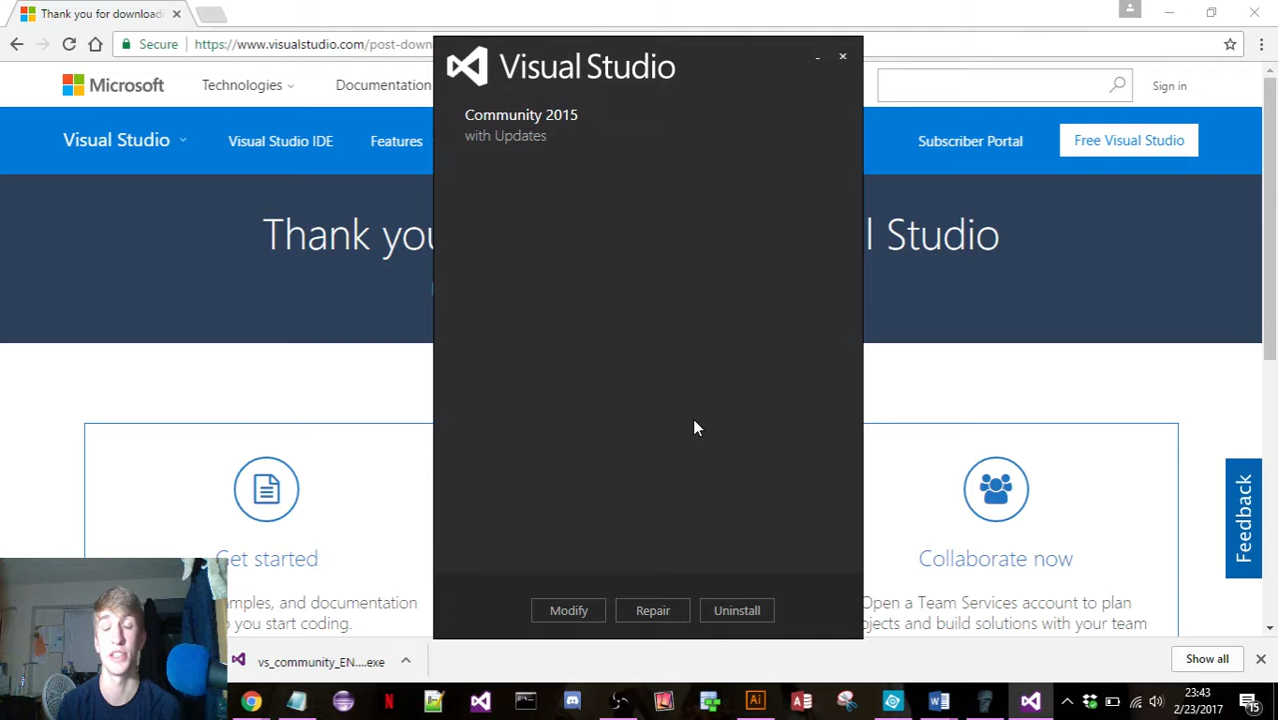 Thank you for downloadi
Secure
https://www.visualstudio.com/post-down
Microsoft
Technologies
Documentation
Sign in
Visual Studio
Visual Studio IDE
Features
Subscriber Portal
Free Visual Studio
Visual Studio
Community 2015
with Updates
Thank you
l Studio
Get started
Collaborate now
amples, and documentation
p you start coding.
Open a Team Services account to plan
ojects and build solutions with your team
Feedback
Modify
Repair
Uninstall
vs_community_EN....exe
Show all
23:43
2/23/2017
15